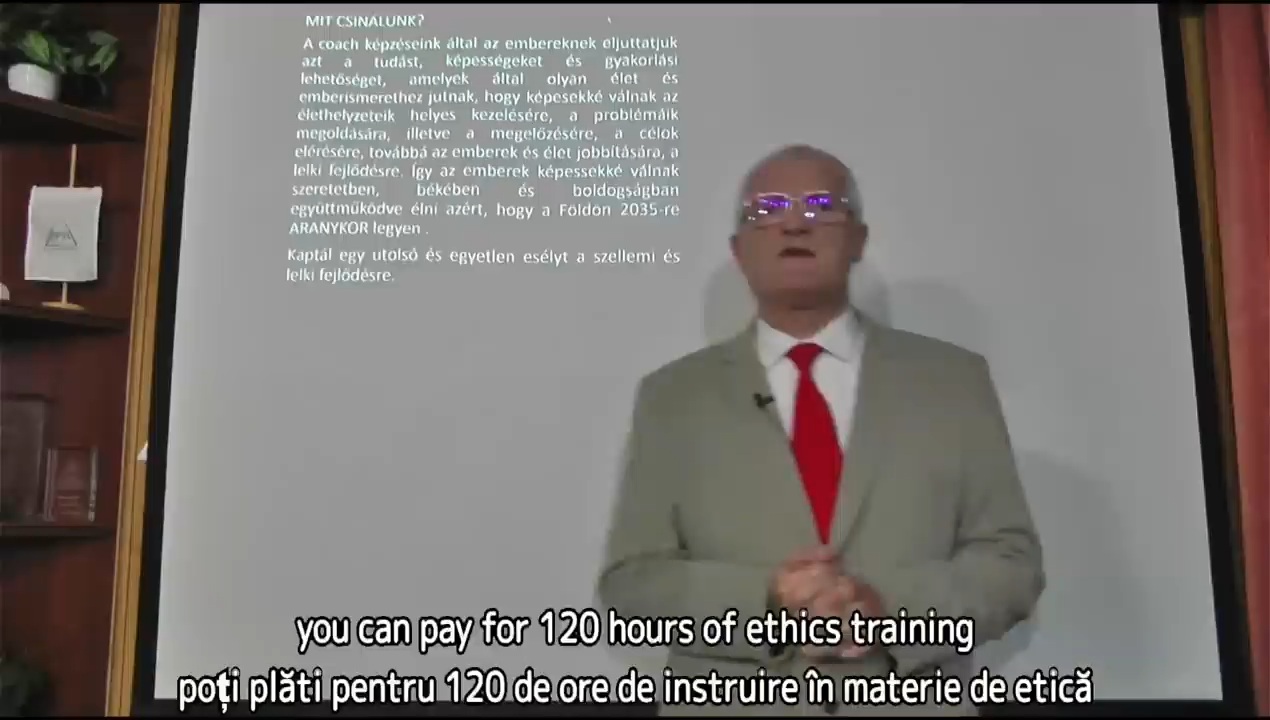 MIT CSINÁLUNK?
A coach képzéseink által az embereknek eljuttatjuk
azt a tudást, képességeket és gyakorlási
lehetőséget, amelyek által olyan élet és
emberismerethez jutnak, hogy képesekké válnak az
élethelyzeteik helyes kezelésére, a problémáik
megoldására, illetve a megelőzésére, a célok
elérésére, továbbá az emberek és élet jobbítására, a
lelki fejlődésre. Így az emberek képessekké válnak
szeretetben, békében és boldogságban
együttműködve élni azért, hogy a Földön 2035-re
ARANYKOR legyen .
Kaptál egy utolsó és egyetlen esélyt a szellemi és
lelki fejlődésre.
you can pay for 120 hours of ethics training
poți plăti pentru 120 de ore de instruire în materie de etică